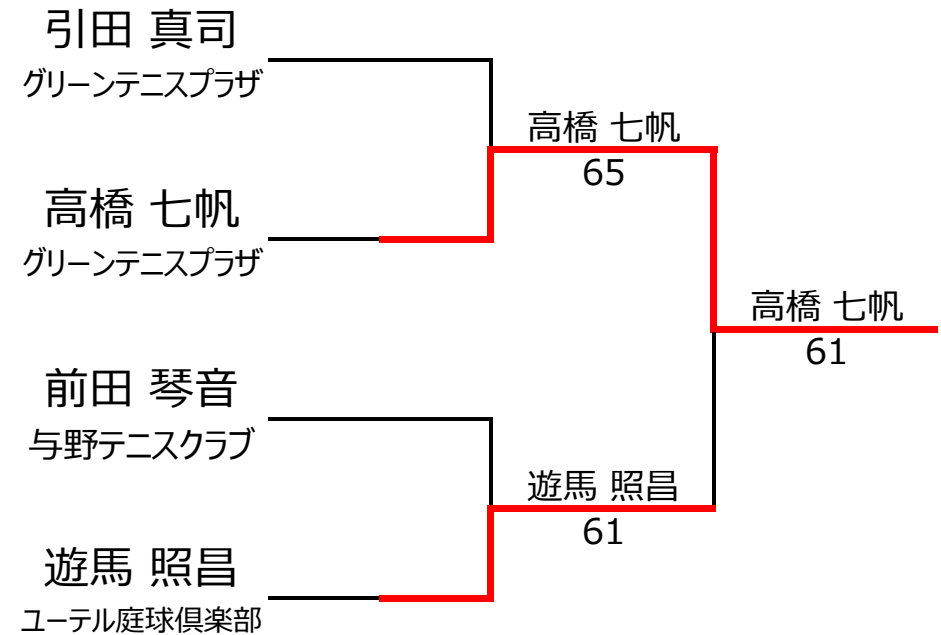 引田 真司
グリーンテニスプラザ
高橋 七帆
65
高橋 七帆
グリーンテニスプラザ
高橋 七帆
61
前田 琴音
与野テニスクラブ
遊馬 照昌
61
遊馬 照昌
ユーテル庭球倶楽部